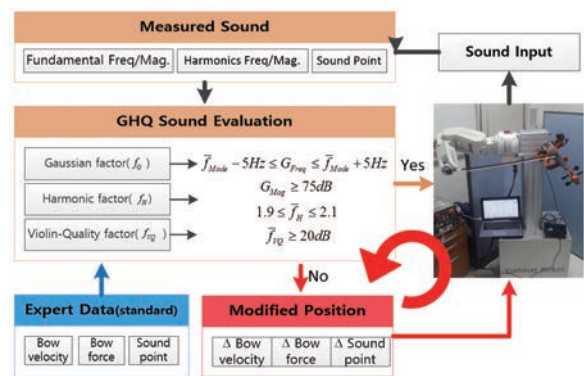 Measured Sound
Fundamental Freq/Mag.
Harmonics Freq/Mag.
Sound Point
Sound Input
GHQ Sound Evaluation
Gaussian factor( f_G )
f̅_Mode − 5Hz ≤ G_Freq ≤ f̅_Mode + 5Hz
G_Mag ≥ 75dB
Harmonic factor( f_H )
1.9 ≤ f̅_H ≤ 2.1
Violin-Quality factor( f_VQ )
f̅_VQ ≥ 20dB
Yes
No
Expert Data(standard)
Bow
velocity
Bow
force
Sound
point
Modified Position
Δ Bow
velocity
Δ Bow
force
Δ Sound
point